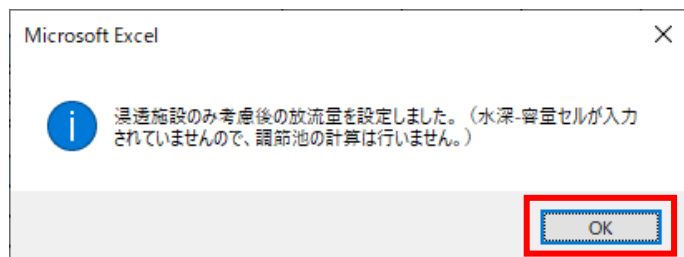 Microsoft Excel
浸透施設のみ考慮後の放流量を設定しました。（水深-容量セルが入力
されていませんので、調節池の計算は行いません。）
OK